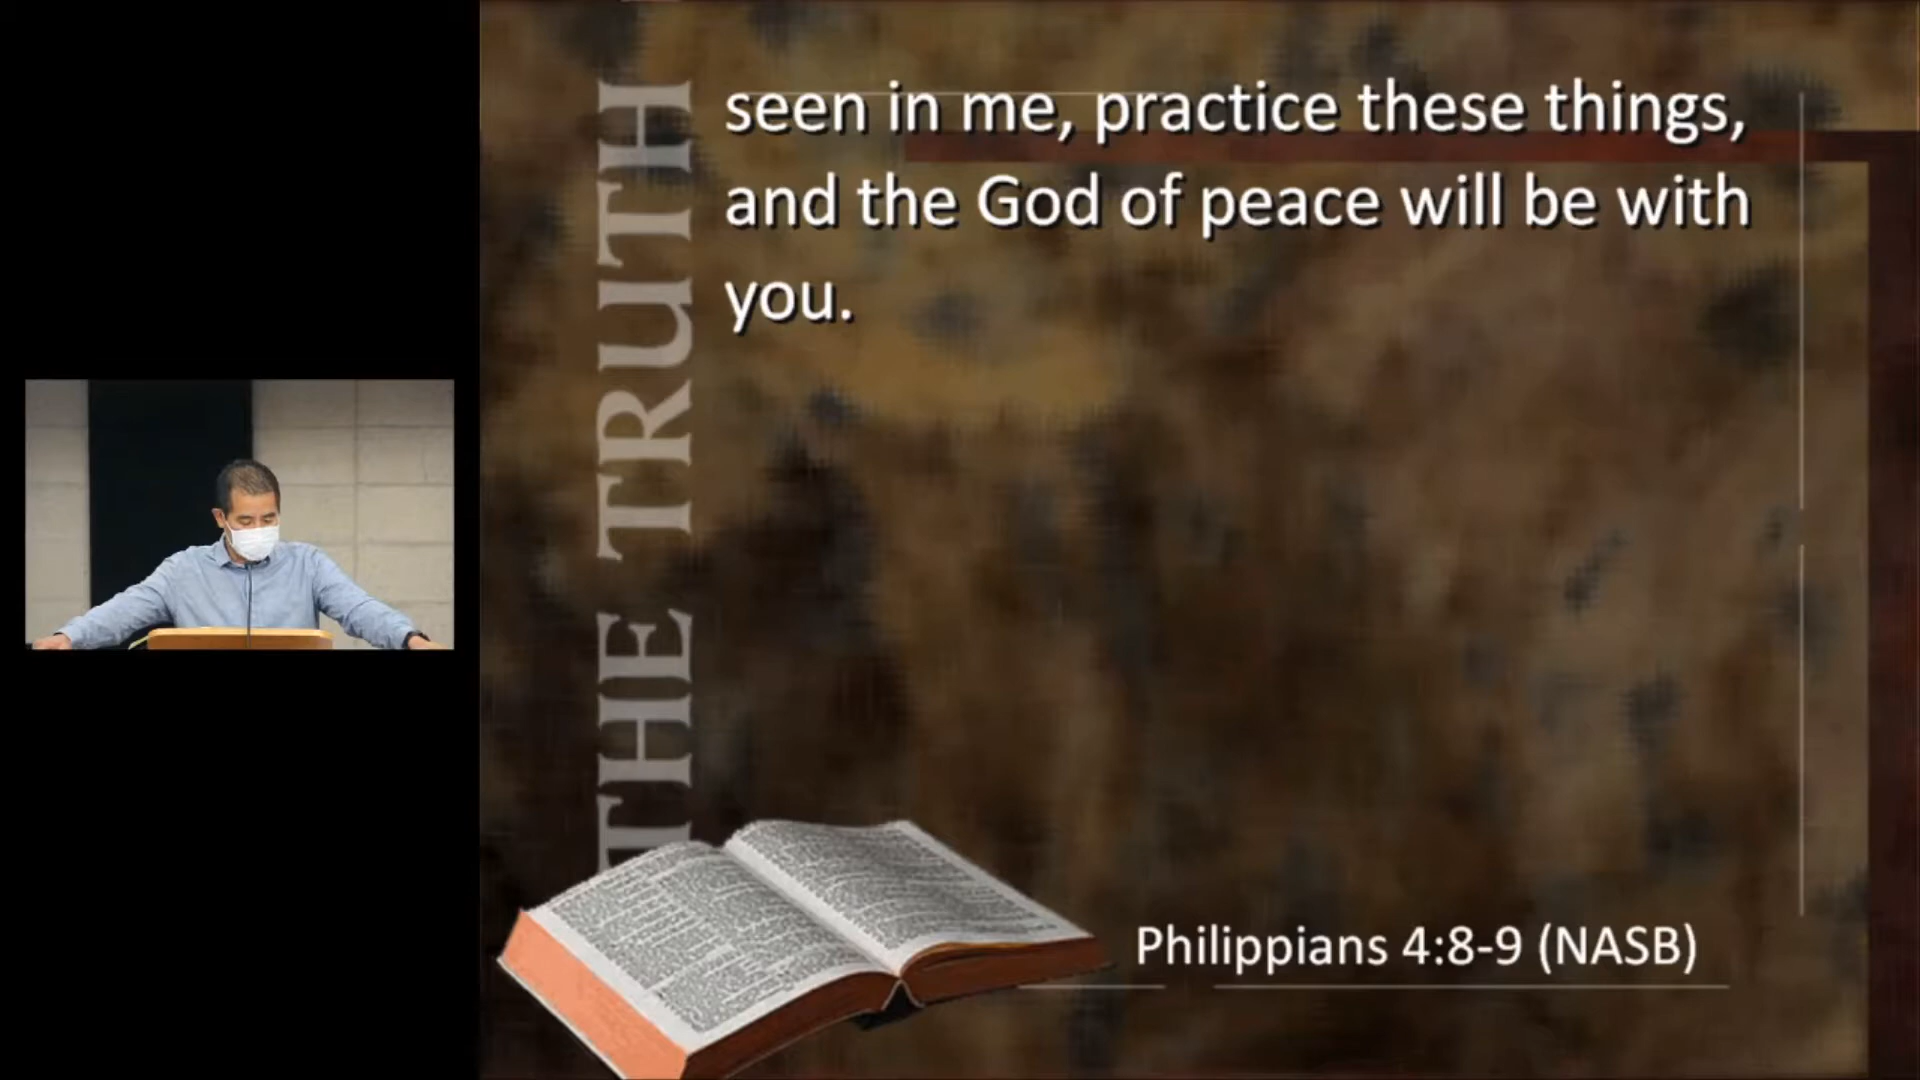 THE TRUTH
seen in me, practice these things,
and the God of peace will be with
you.
Philippians 4:8-9 (NASB)